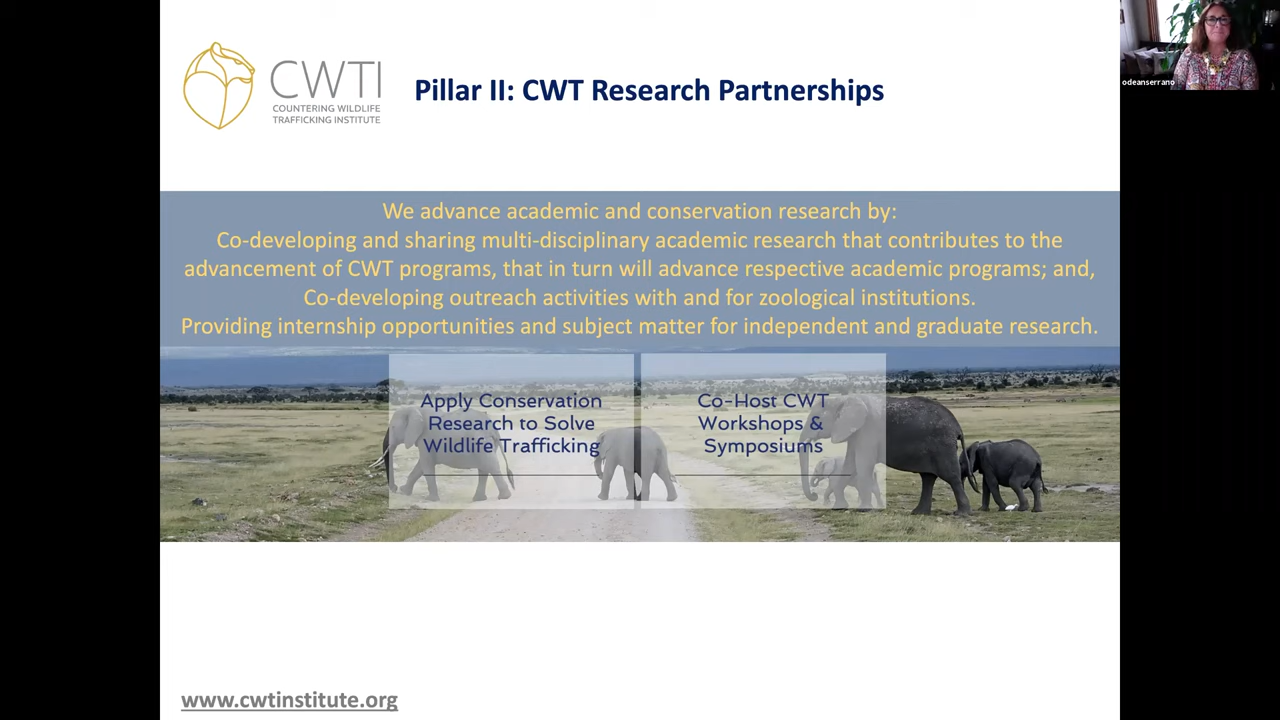 CWTI
COUNTERING WILDLIFE
TRAFFICKING INSTITUTE
Pillar II: CWT Research Partnerships
odeanserrano
We advance academic and conservation research by:
Co-developing and sharing multi-disciplinary academic research that contributes to the
advancement of CWT programs, that in turn will advance respective academic programs; and,
Co-developing outreach activities with and for zoological institutions.
Providing internship opportunities and subject matter for independent and graduate research.
Apply Conservation
Research to Solve
Wildlife Trafficking
Co-Host CWT
Workshops &
Symposiums
www.cwtinstitute.org